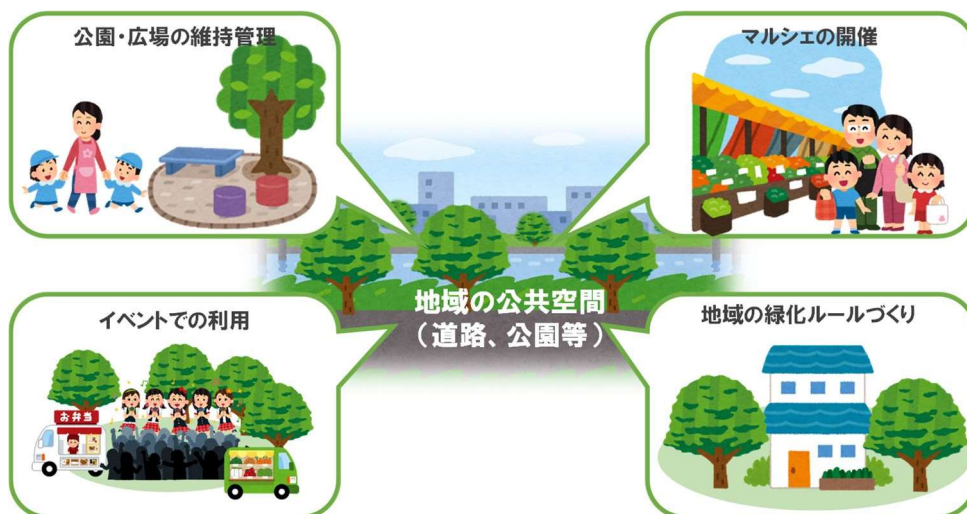 公園・広場の維持管理
マルシェの開催
地域の公共空間
（道路、公園等）
イベントでの利用
お弁当
地域の緑化ルールづくり